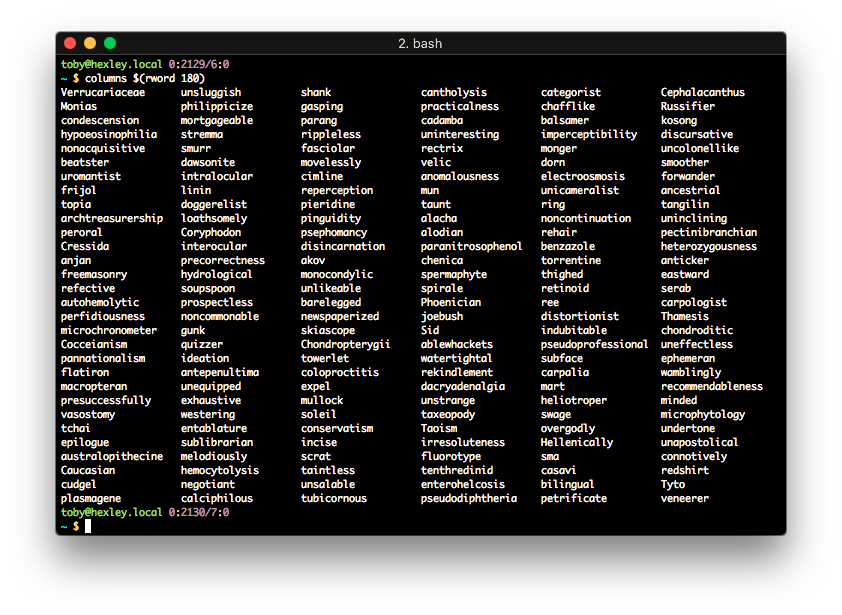 2. bash
toby@hexley.local 0:2129/6:0
~ $ columns $(rword 180)
Verrucariaceae unsluggish shank cantholysis categorist Cephalacanthus
Monias philippicize gasping practicalness chafflike Russifier
condescension mortgageable parang cadamba balsamer kosong
hypoeosinophilia stremma rippleless uninteresting imperceptibility discursative
nonacquisitive smurr fasciolar rectrix monger uncolonellike
beatster dawsonite movelessly velic dorn smoother
uromantist intralocular cimline anomalousness electroosmosis forwander
frijol linin reperception mun unicameralist ancestrial
topia doggerelist pieridine taunt ring tangilin
archtreasurership loathsomely pinguidity alacha noncontinuation uninclining
peroral Coryphodon psephomancy alodian rehair pectinibranchian
Cressida interocular disincarnation paranitrosophenol benzazole heterozygousness
anjan precorrectness akov chenica torrentine anticker
freemasonry hydrological monocondylic spermaphyte thighed eastward
refective soupspoon unlikeable spirale retinoid serab
autohemolytic prospectless barelegged Phoenician ree carpologist
perfidiousness noncommonable newspaperized joebush distortionist Thamesis
microchronometer gunk skiascope Sid indubitable chondroditic
Cocceianism quizzer Chondropterygii ablewhackets pseudoprofessional uneffectless
pannationalism ideation towerlet watertightal subface ephemeran
flatiron antepenultima coloproctitis rekindlement carpalia wamblingly
macropteran unequipped expel dacryadenalgia mart recommendableness
presuccessfully exhaustive mullock unstrange heliotroper minded
vasostomy westering soleil taxeopody swage microphytology
tchai entablature conservatism Taoism overgodly undertone
epilogue sublibrarian incise irresoluteness Hellenically unapostolical
australopithecine melodiously scrat fluorotype sma connotively
Caucasian hemocytolysis taintless tenthredinid casavi redshirt
cudgel negotiant unsalable enterohelcosis bilingual Tyto
plasmagene calciphilous tubicornous pseudodiphtheria petrificate veneerer
toby@hexley.local 0:2130/7:0
~ $